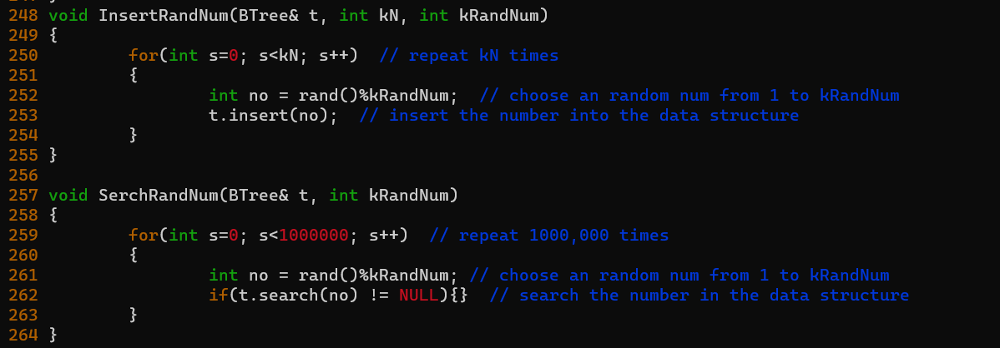 248 void InsertRandNum(BTree& t, int kN, int kRandNum)
249 {
250         for(int s=0; s<kN; s++)  // repeat kN times
251         {
252                 int no = rand()%kRandNum;  // choose an random num from 1 to kRandNum
253                 t.insert(no);  // insert the number into the data structure
254         }
255 }
256
257 void SerchRandNum(BTree& t, int kRandNum)
258 {
259         for(int s=0; s<1000000; s++)  // repeat 1000,000 times
260         {
261                 int no = rand()%kRandNum; // choose an random num from 1 to kRandNum
262                 if(t.search(no) != NULL){}  // search the number in the data structure
263         }
264 }